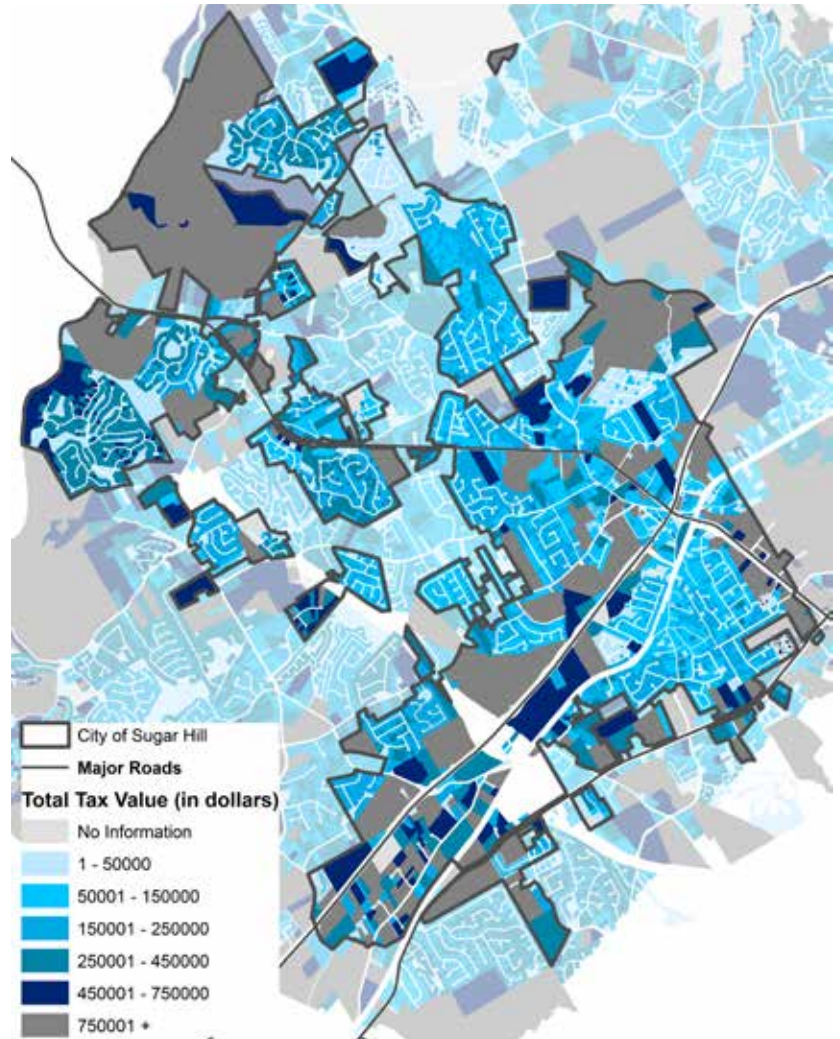 City of Sugar Hill
Major Roads
Total Tax Value (in dollars)
No Information
1 - 50000
50001 - 150000
150001 - 250000
250001 - 450000
450001 - 750000
750001 +